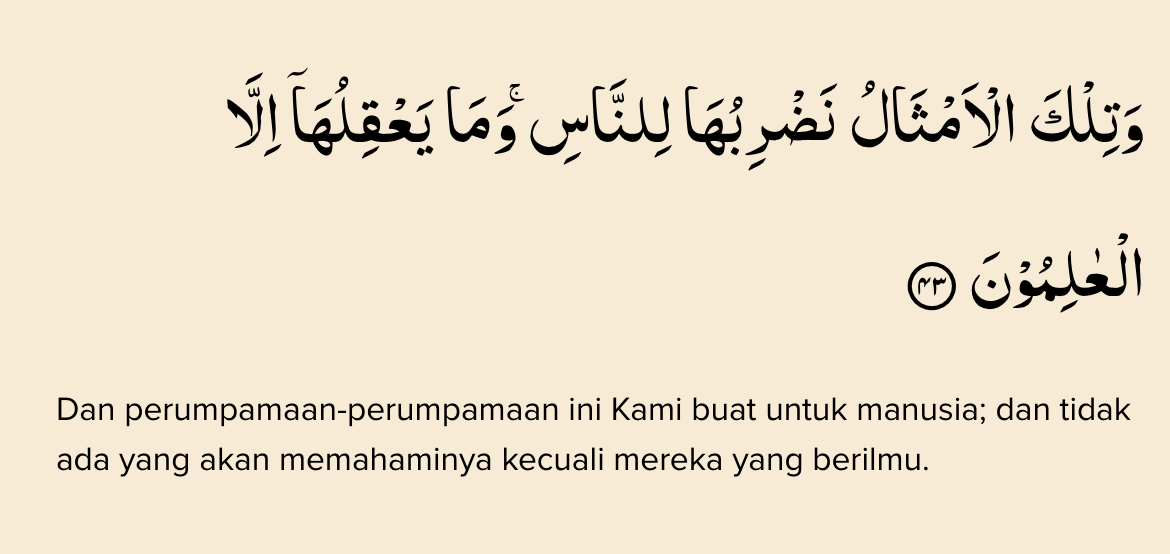 وَتِلْكَ الْاَمْثَالُ نَضْرِبُهَا لِلنَّاسِۚ وَمَا يَعْقِلُهَآ اِلَّا
الْعٰلِمُوْنَ ۴۳
Dan perumpamaan-perumpamaan ini Kami buat untuk manusia; dan tidak
ada yang akan memahaminya kecuali mereka yang berilmu.